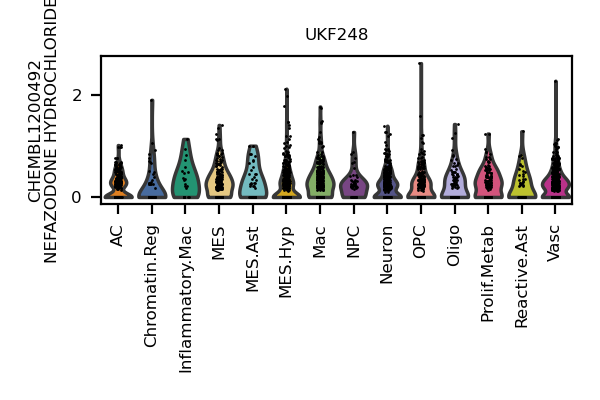 UKF248
CHEMBL1200492
NEFAZODONE HYDROCHLORIDE
2
0
AC
Chromatin.Reg
Inflammatory.Mac
MES
MES.Ast
MES.Hyp
Mac
NPC
Neuron
OPC
Oligo
Prolif.Metab
Reactive.Ast
Vasc